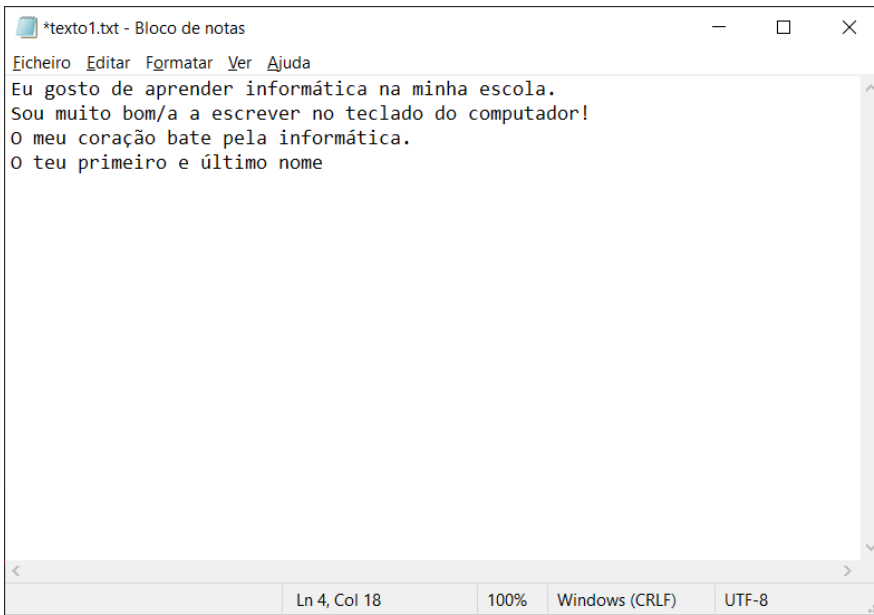 *texto1.txt - Bloco de notas
Ficheiro Editar Formatar Ver Ajuda
Eu gosto de aprender informática na minha escola.
Sou muito bom/a a escrever no teclado do computador!
O meu coração bate pela informática.
O teu primeiro e último nome
Ln 4, Col 18 100% Windows (CRLF) UTF-8